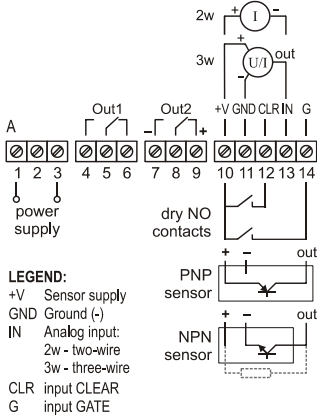 2w + I -
3w + U/I out
-
+V GND CLR IN G
Out1 Out2
A - +
1 2 3 4 5 6 7 8 9 10 11 12 13 14
power
supply
dry NO
contacts
+ - out
PNP
sensor
+ - out
NPN
sensor
LEGEND:
+V Sensor supply
GND Ground (-)
IN Analog input:
2w - two-wire
3w - three-wire
CLR input CLEAR
G input GATE